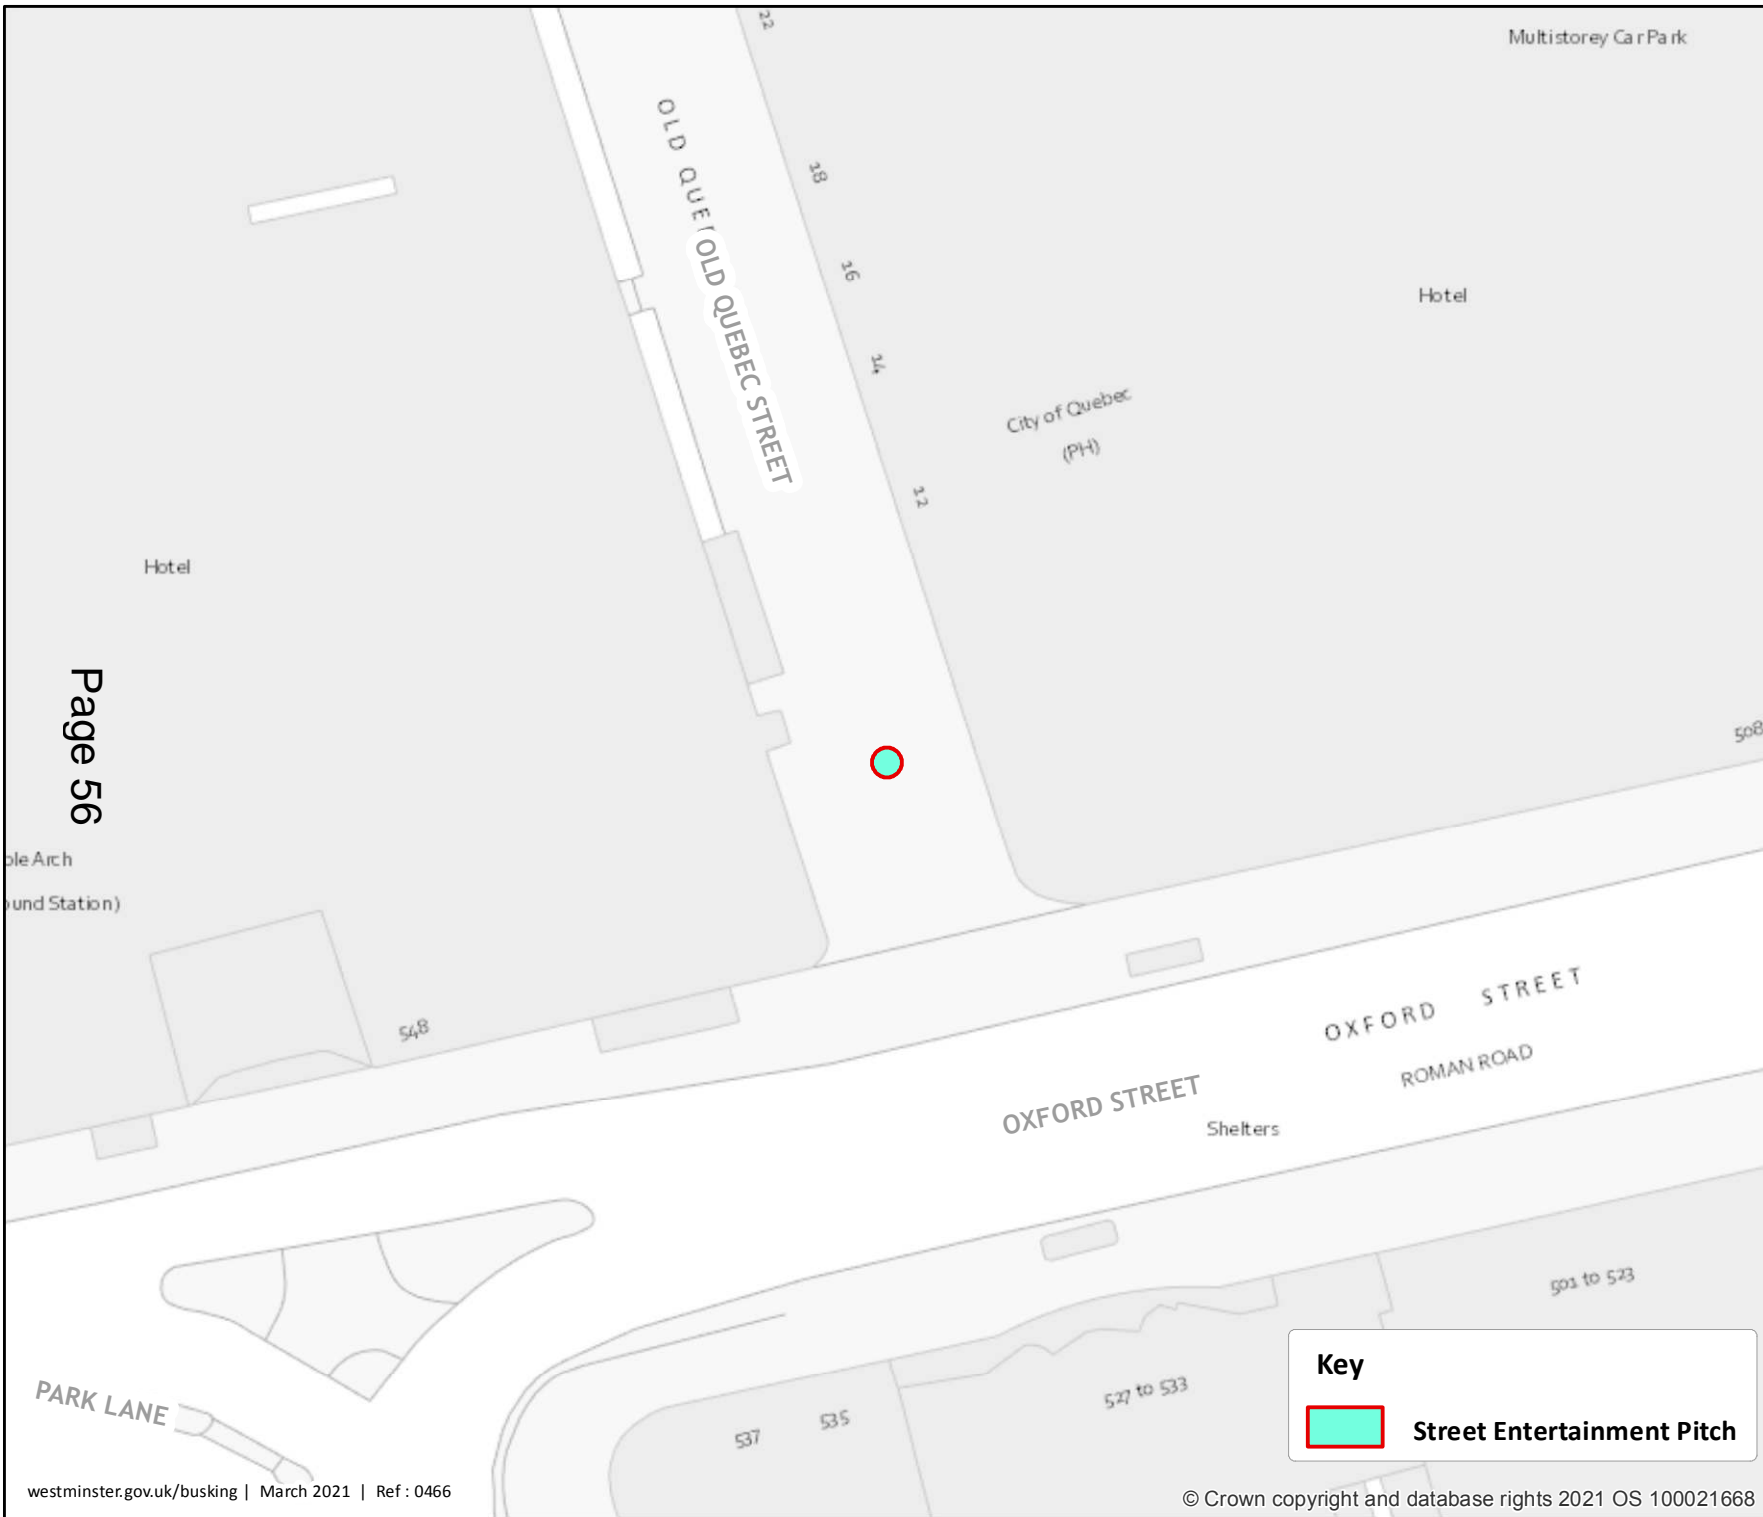 22
Multistorey Car Park
OLD QUE
18
OLD QUEBEC STREET
16
Hotel
14
City of Quebec
(PH)
12
Hotel
Page 56
508
ole Arch
ound Station)
548
OXFORD STREET
ROMAN ROAD
OXFORD STREET
Shelters
501 to 523
Key
527 to 533
PARK LANE
535
537
Street Entertainment Pitch
westminster.gov.uk/busking | March 2021 | Ref : 0466
© Crown copyright and database rights 2021 OS 100021668